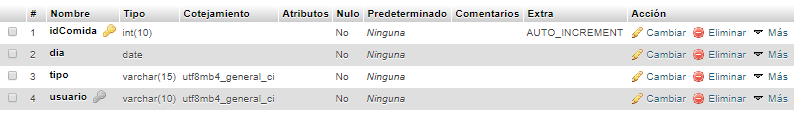 # Nombre Tipo Cotejamiento Atributos Nulo Predeterminado Comentarios Extra Acción
1 idComida int(10) No Ninguna AUTO_INCREMENT Cambiar Eliminar Más
2 dia date No Ninguna Cambiar Eliminar Más
3 tipo varchar(15) utf8mb4_general_ci No Ninguna Cambiar Eliminar Más
4 usuario varchar(10) utf8mb4_general_ci No Ninguna Cambiar Eliminar Más